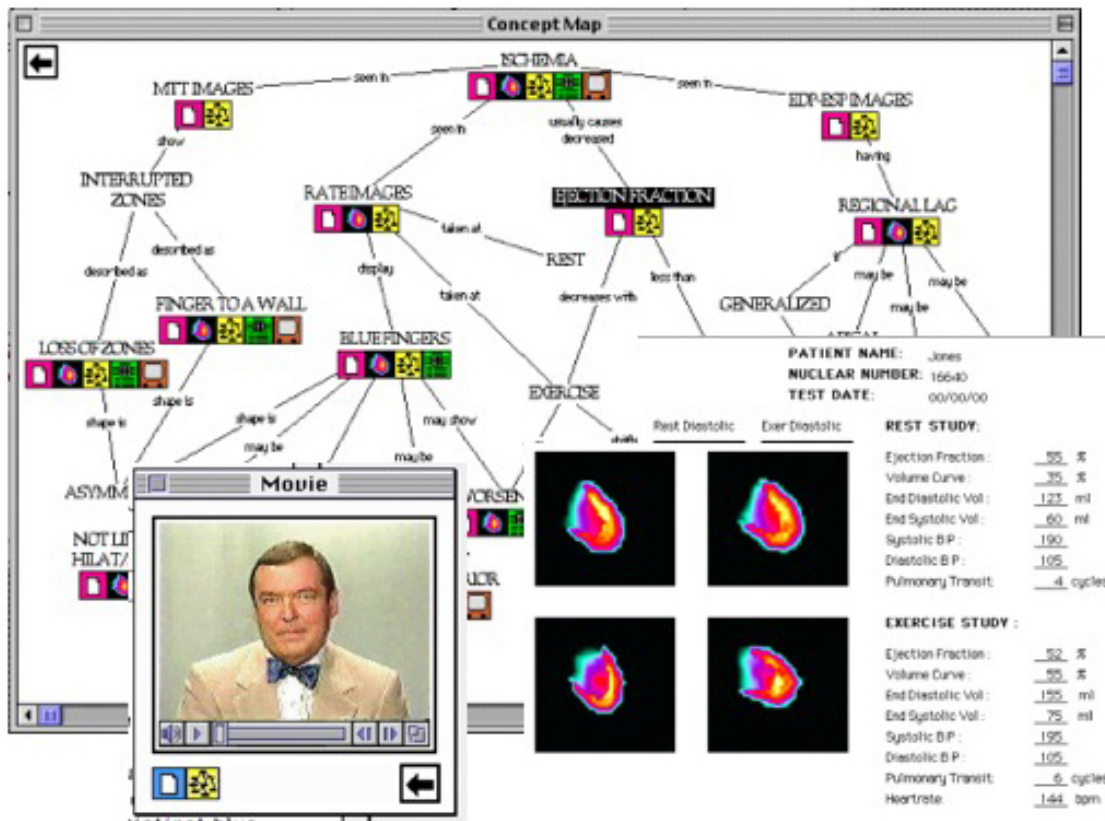 Concept Map
ISCHEMIA
seen in
seen in
MTT IMAGES
EDP-ESP IMAGES
seen in
usually causes
decreased
show
having
INTERRUPTED
ZONES
RATE IMAGES
EJECTION FRACTION
REGIONAL LAG
taken at
REST
described as
described as
display
taken at
decreases with
less than
if
may be
may be
may be
GENERALIZED
FINGER TO A WALL
LOSS OF ZONES
BLUE FINGERS
EXERCISE
shape is
shape is
shape is
may be
may be
may show
ASYMM
WORSEN
NOT LI
HILAT/
RIOR
Movie
PATIENT NAME: Jones
NUCLEAR NUMBER: 16640
TEST DATE: 00/00/00
Rest Diastolic Exer Diastolic
REST STUDY:
Ejection Fraction: 55 %
Volume Curve: 35 %
End Diastolic Vol: 123 ml
End Systolic Vol: 60 ml
Systolic B.P: 190
Diastolic B.P: 105
Pulmonary Transit: 4 cycles
EXERCISE STUDY:
Ejection Fraction: 52 %
Volume Curve: 55 %
End Diastolic Vol: 155 ml
End Systolic Vol: 75 ml
Systolic B.P: 195
Diastolic B.P: 105
Pulmonary Transit: 6 cycles
Heartrate: 144 bpm